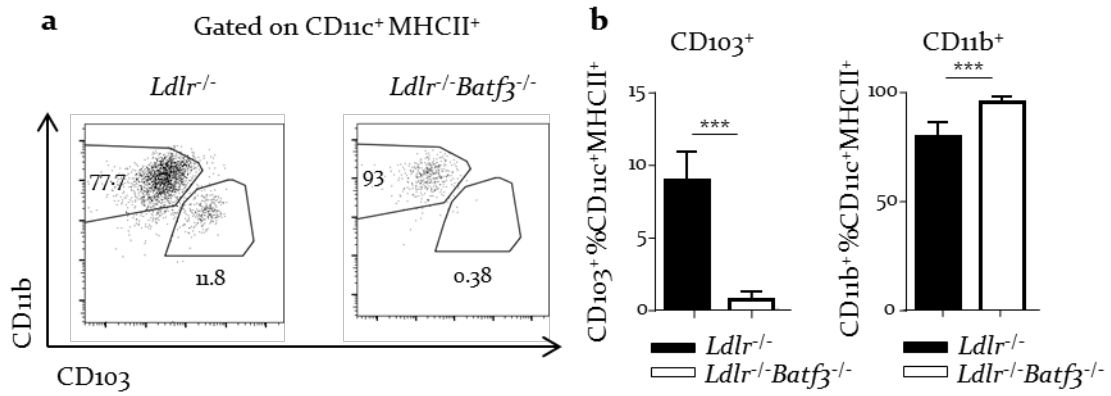 a
Gated on CD11c+ MHCII+
Ldlr-/-
Ldlr-/-Batf3-/-
77.7
11.8
93
0.38
CD11b
CD103
b
CD103+
CD103+ %CD11c+MHCII+
15
10
5
0
***
Ldlr-/-
Ldlr-/-Batf3-/-
CD11b+
CD11b+ %CD11c+MHCII+
100
50
0
***
Ldlr-/-
Ldlr-/-Batf3-/-